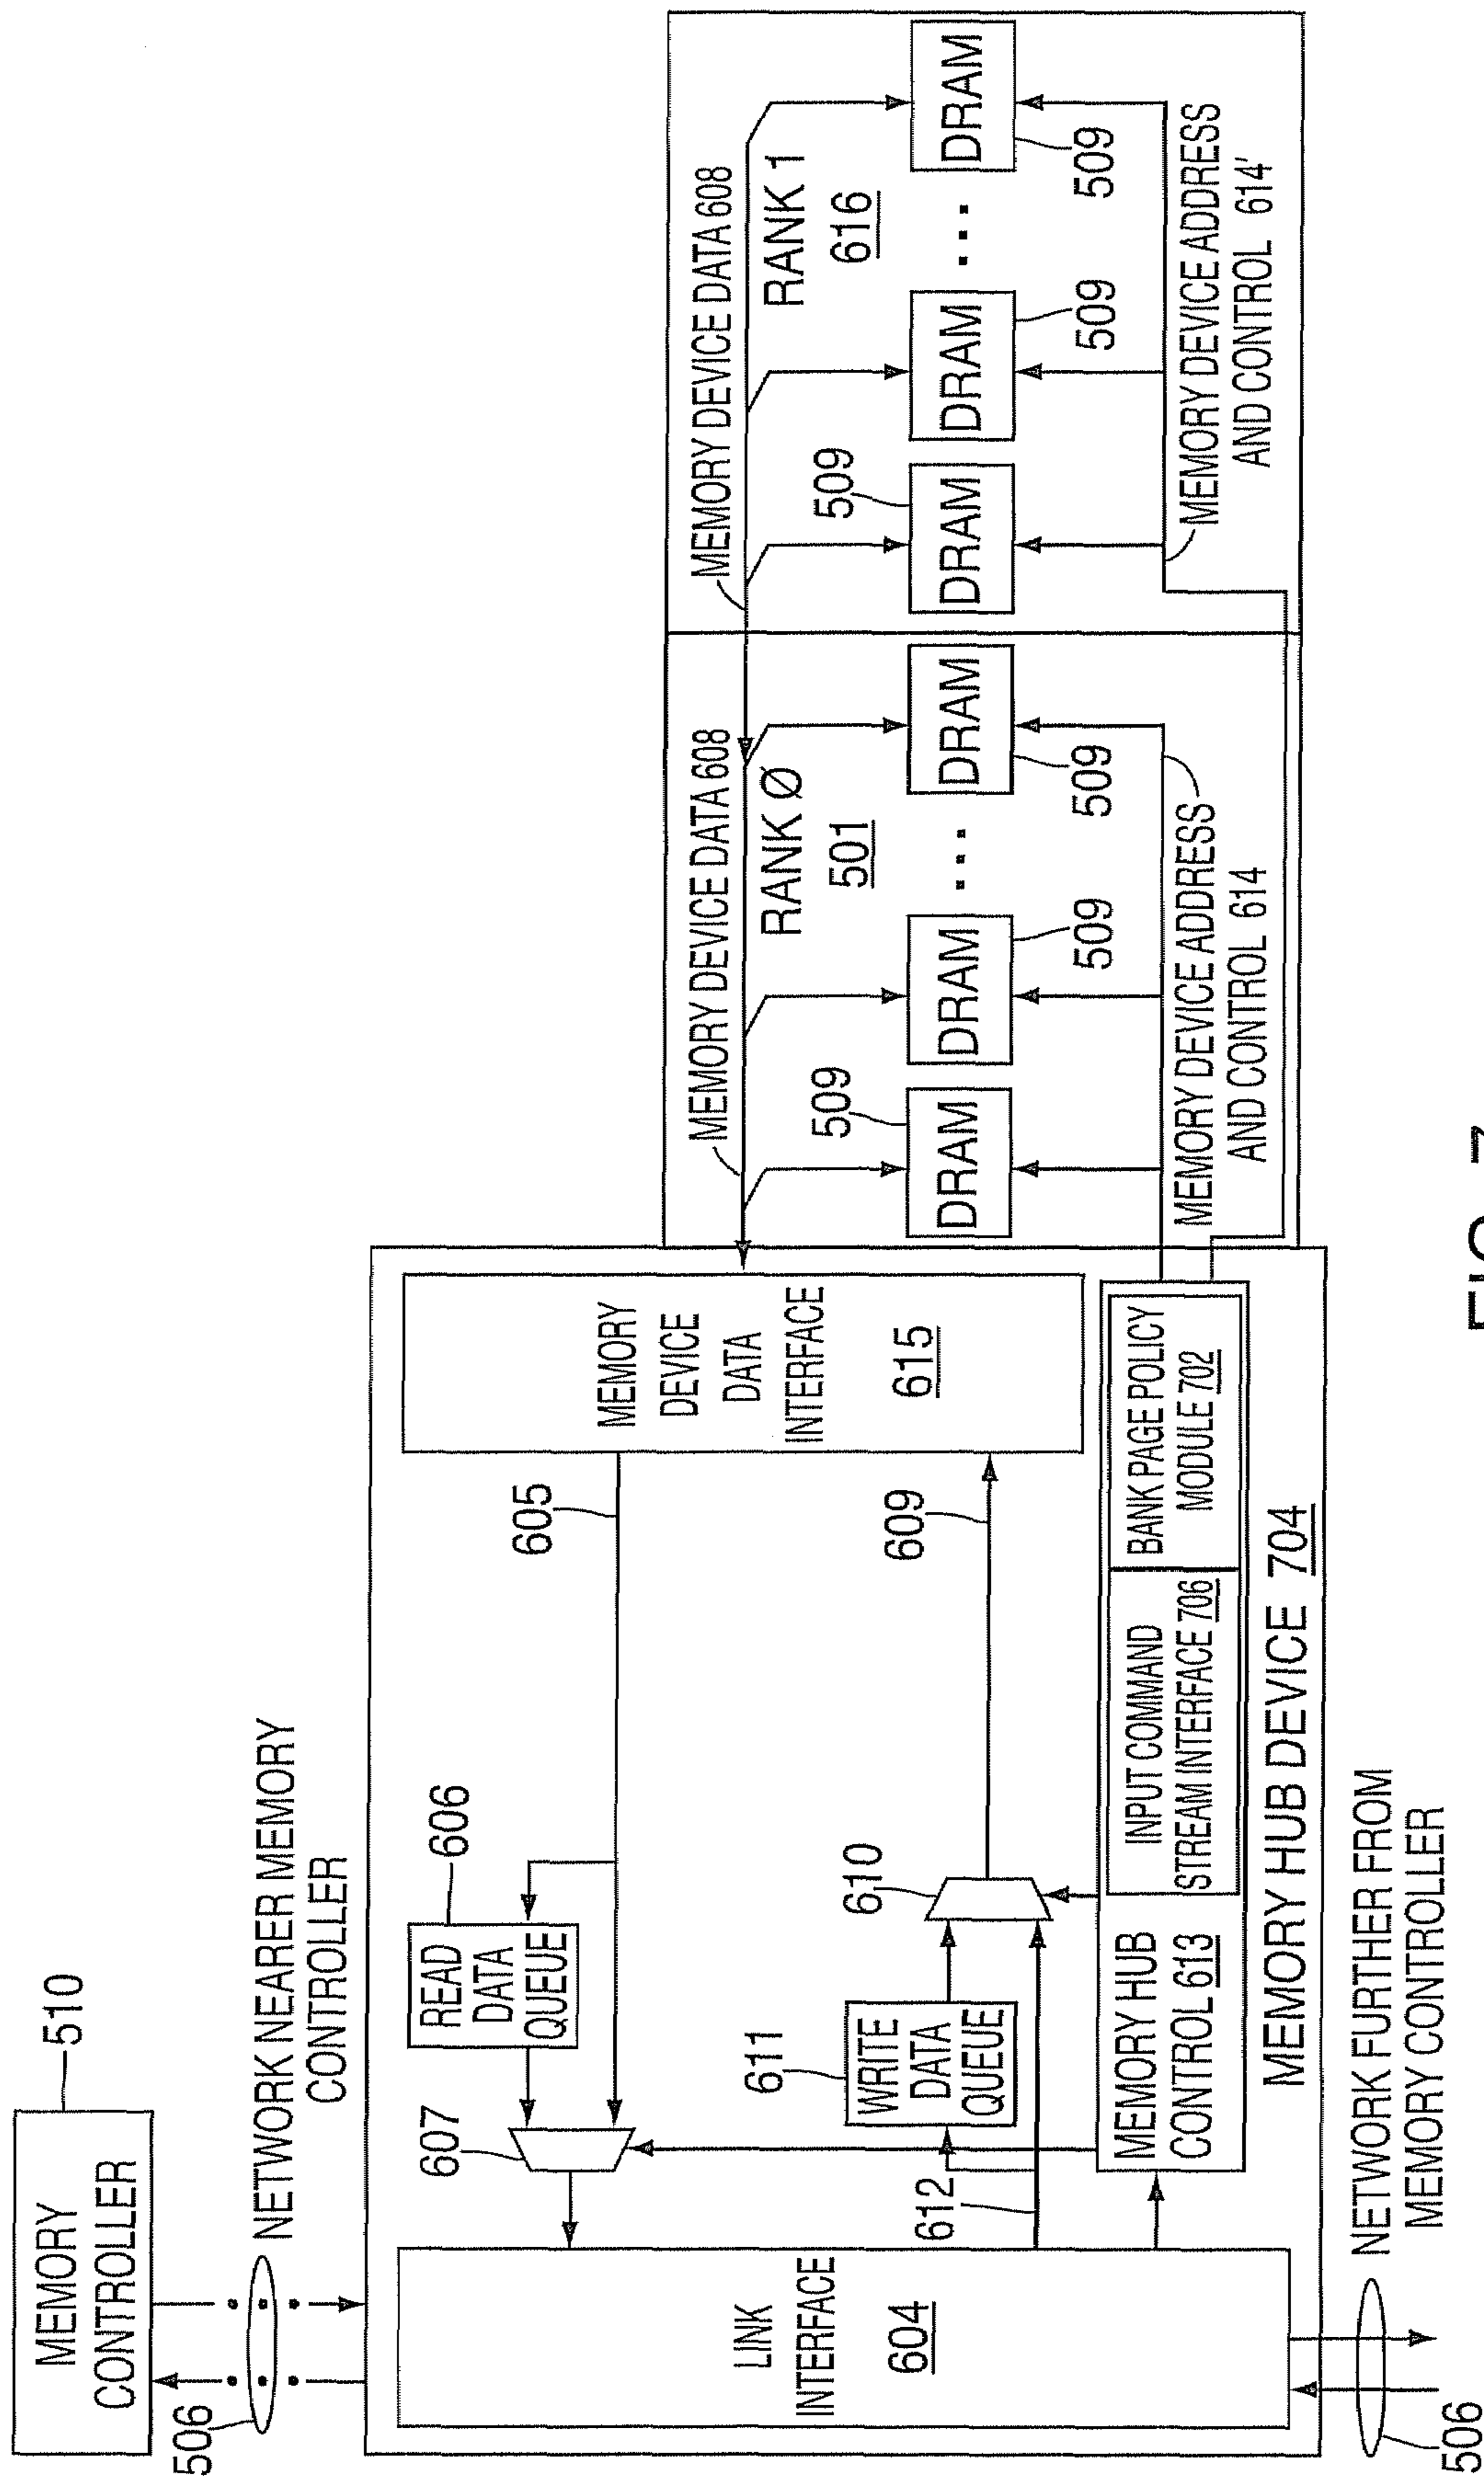 MEMORY
CONTROLLER
510
506
NETWORK NEARER MEMORY
CONTROLLER
LINK
INTERFACE
604
607
READ
DATA
QUEUE
606
605
611
WRITE
DATA
QUEUE
612
610
609
MEMORY
DEVICE
DATA
INTERFACE
615
MEMORY HUB
CONTROL 613
INPUT COMMAND
STREAM INTERFACE 706
BANK PAGE POLICY
MODULE 702
MEMORY HUB DEVICE 704
506
NETWORK FURTHER FROM
MEMORY CONTROLLER
MEMORY DEVICE DATA 608
RANK Ø
501
509
DRAM
DRAM
509
...
DRAM
509
MEMORY DEVICE ADDRESS
AND CONTROL 614
MEMORY DEVICE DATA 608
RANK 1
616
509
DRAM
DRAM
509
...
DRAM
509
MEMORY DEVICE ADDRESS
AND CONTROL 614'
FIG. 7